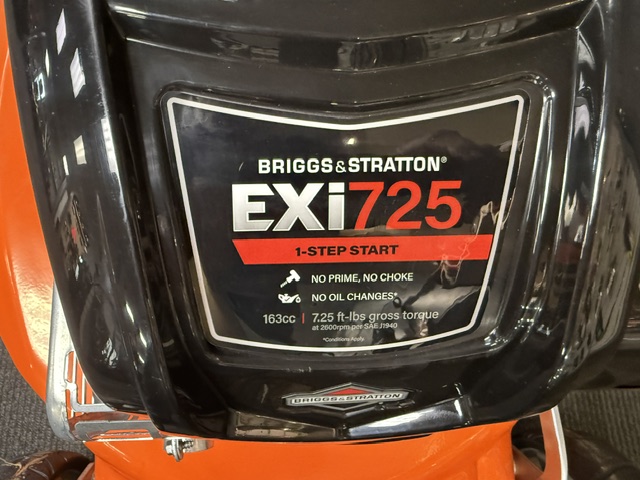 BRIGGS&STRATTON®
EXi725
1-STEP START
NO PRIME, NO CHOKE
NO OIL CHANGES*
163cc | 7.25 ft-lbs gross torque
at 2600rpm per SAE J1940
*Conditions Apply.
BRIGGS&STRATTON